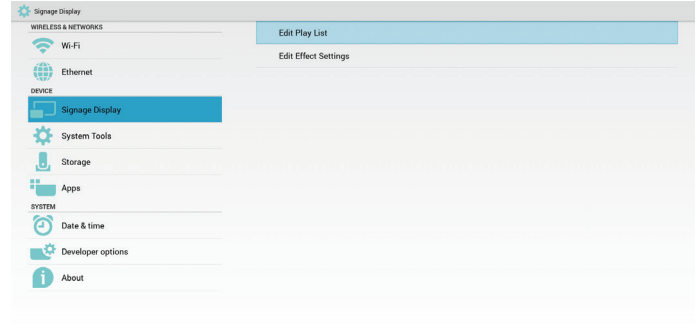 Signage Display
WIRELESS & NETWORKS
Wi-Fi
Ethernet
DEVICE
Signage Display
System Tools
Storage
Apps
SYSTEM
Date & time
Developer options
About
Edit Play List
Edit Effect Settings